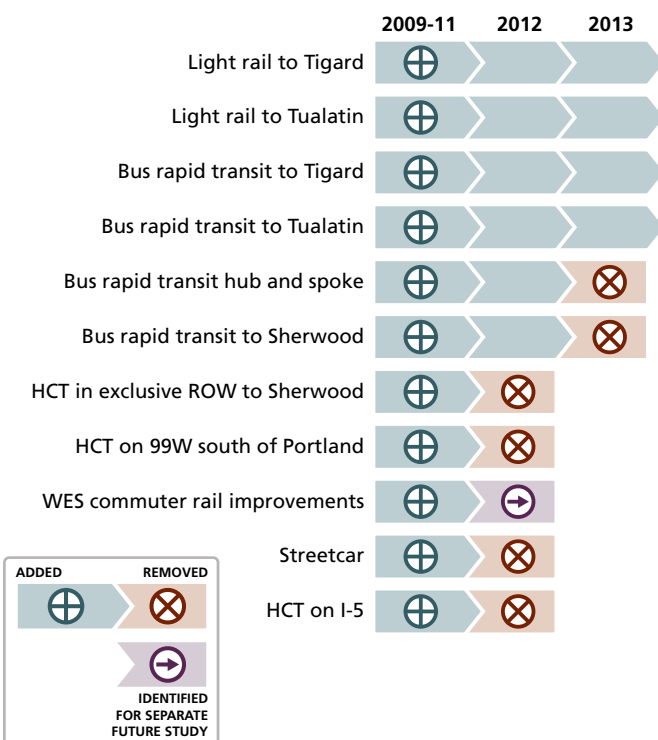 2009-11 2012 2013
Light rail to Tigard
Light rail to Tualatin
Bus rapid transit to Tigard
Bus rapid transit to Tualatin
Bus rapid transit hub and spoke
Bus rapid transit to Sherwood
HCT in exclusive ROW to Sherwood
HCT on 99W south of Portland
WES commuter rail improvements
Streetcar
HCT on I-5
ADDED REMOVED
IDENTIFIED
FOR SEPARATE
FUTURE STUDY